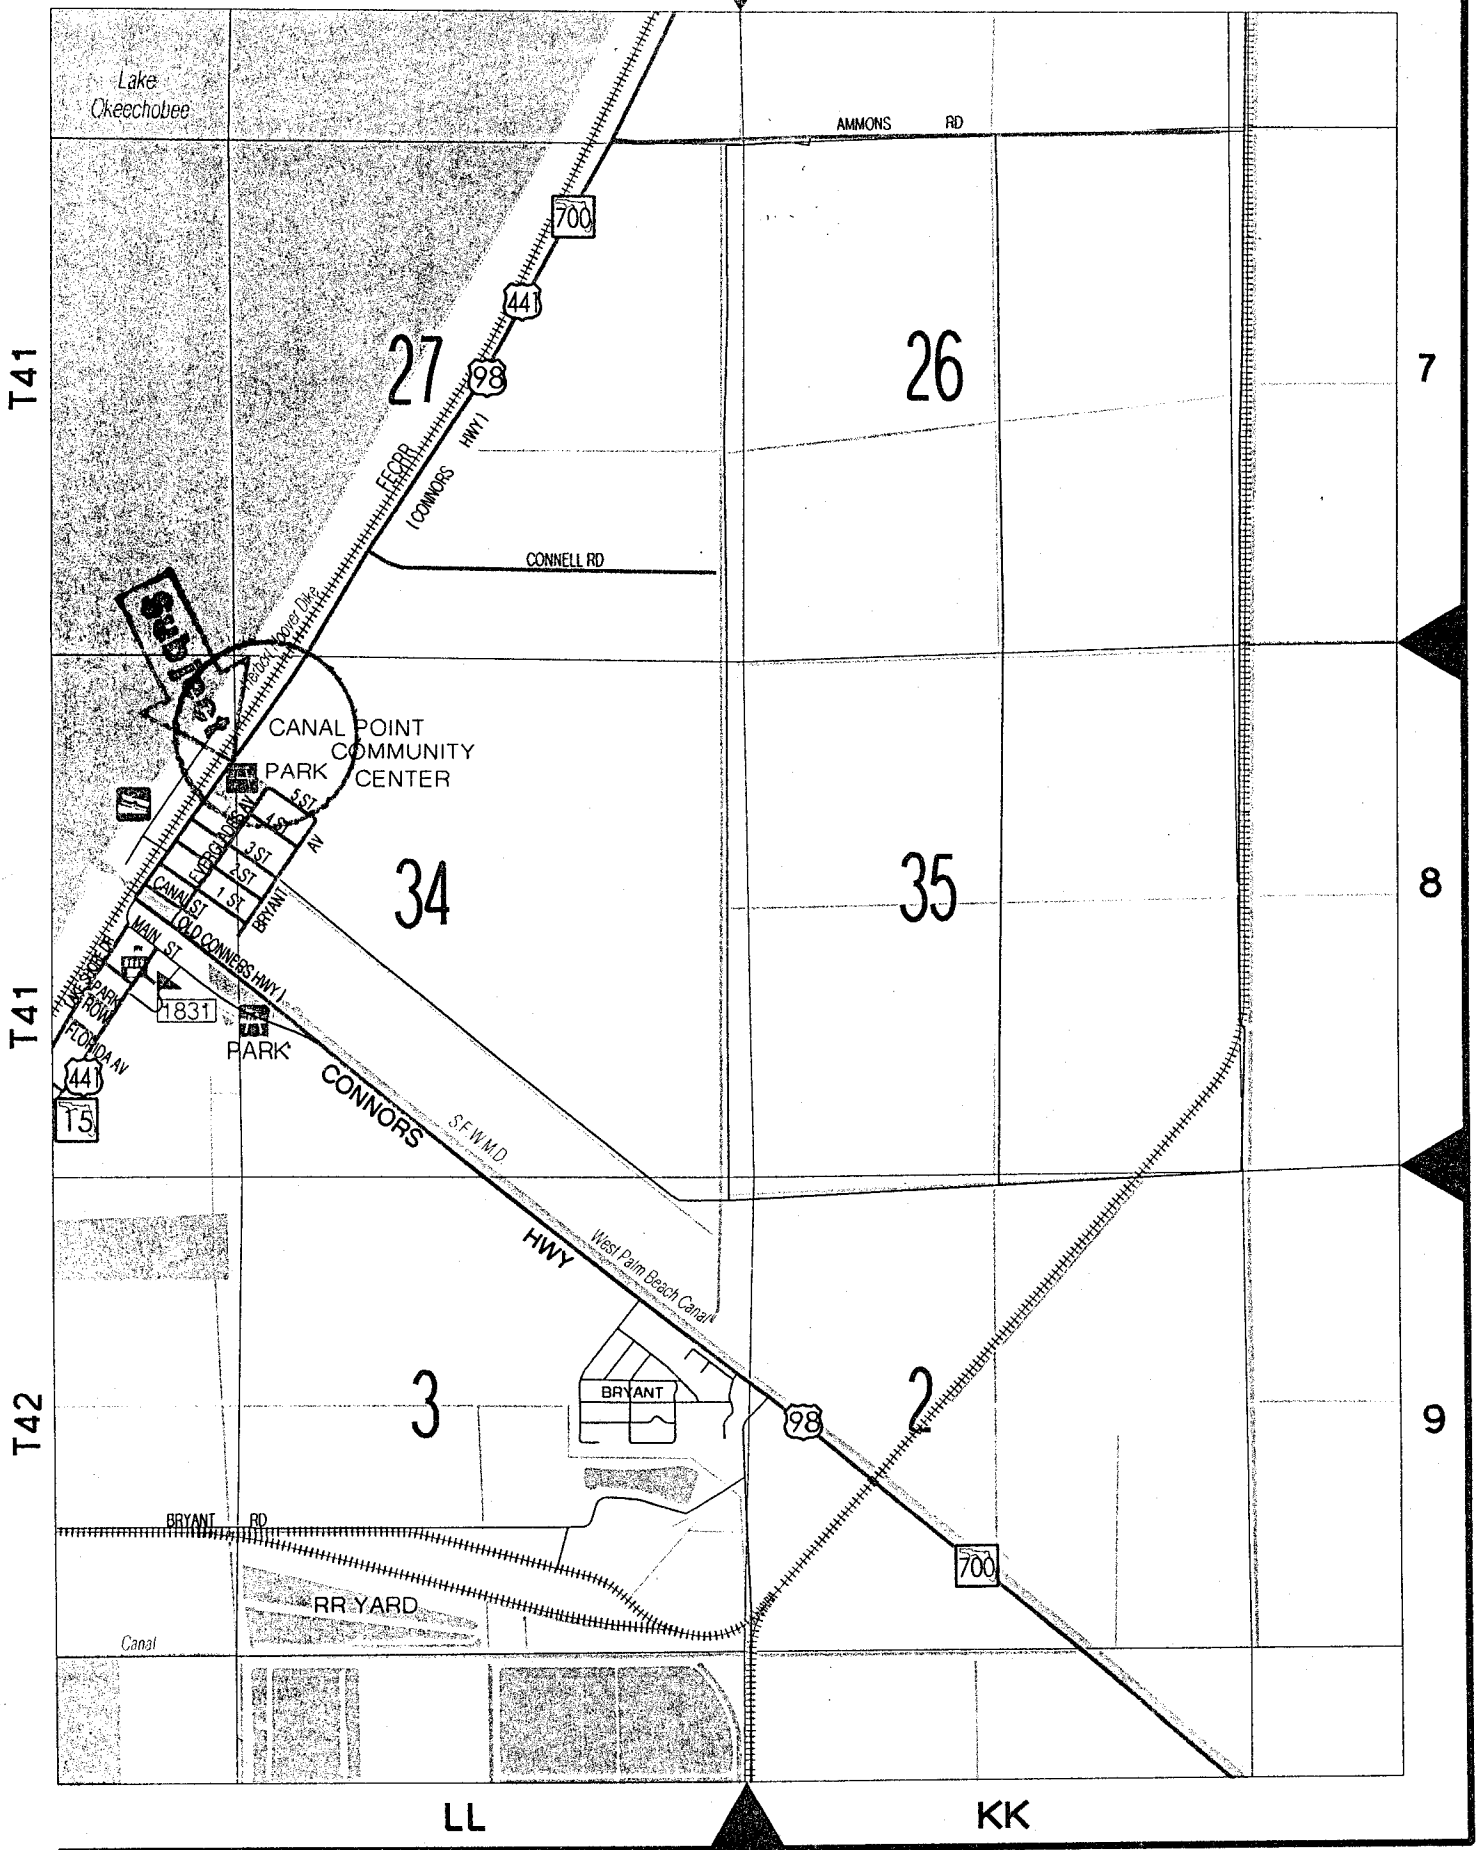 Lake
Okeechobee
AMMONS RD
700
441
T41
27
98
26
7
FECRR
(CONNORS HWY)
CONNELL RD
Subject
Herbert Hoover Dike
CANAL POINT
COMMUNITY
CENTER
PARK
5 ST
4 ST
3 ST
2 ST
1 ST
EVERGLADES AV
BRYANT AV
CANAL ST
(OLD CONNERS HWY)
MAIN ST
34
35
8
T41
PARK
ROW
1831
PARK
FLORIDA AV
441
15
CONNORS
HWY
S.F.W.M.D.
West Palm Beach Canal
T42
3
BRYANT
98
2
9
BRYANT RD
700
RR YARD
Canal
LL
KK